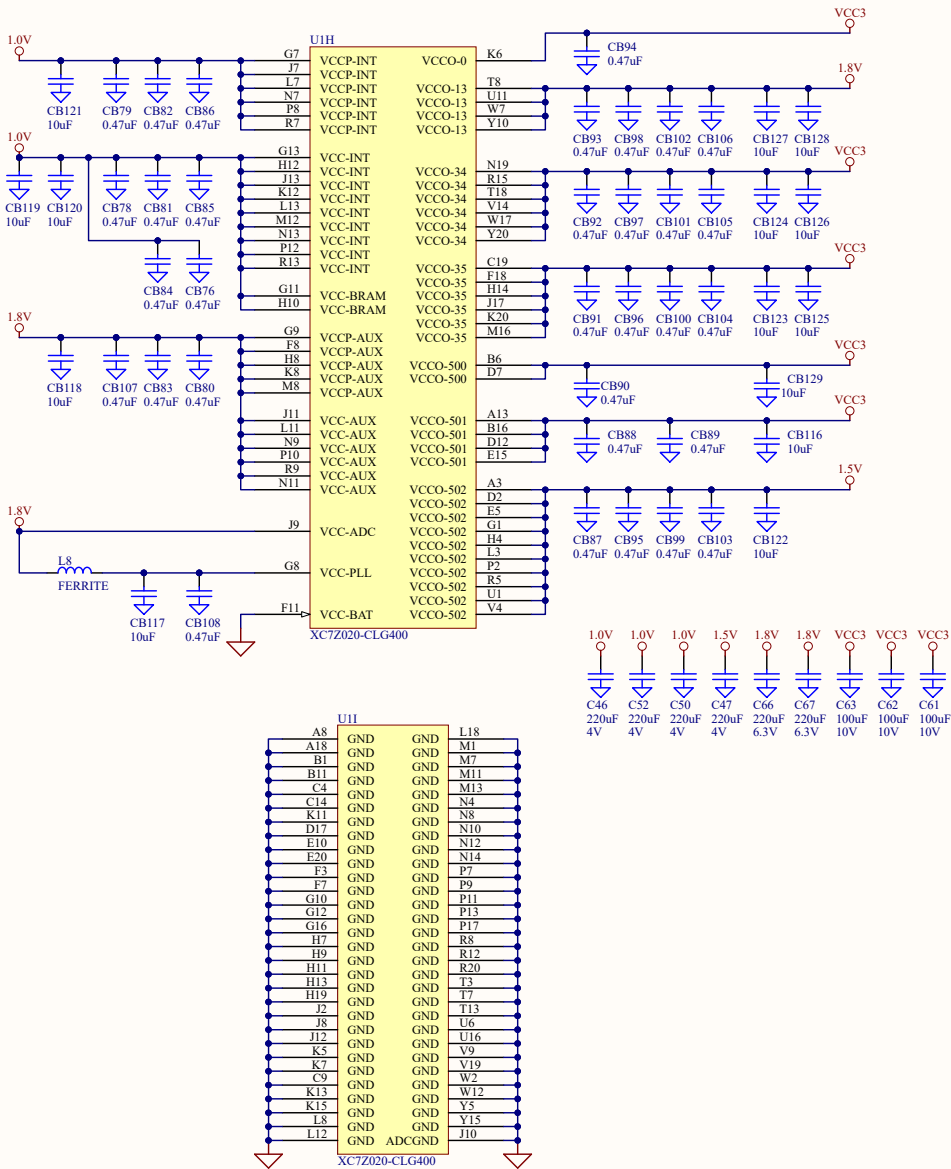 1.0V
U1H
VCC3
G7 VCCP-INT VCCO-0 K6
J7 VCCP-INT
L7 VCCP-INT VCCO-13 T8
N7 VCCP-INT VCCO-13 U11
P8 VCCP-INT VCCO-13 W7
R7 VCCP-INT VCCO-13 Y10
CB94
0.47uF
CB121 CB79 CB82 CB86
10uF 0.47uF 0.47uF 0.47uF
1.8V
CB93 CB98 CB102 CB106 CB127 CB128
0.47uF 0.47uF 0.47uF 0.47uF 10uF 10uF
1.0V
G13 VCC-INT
H12 VCC-INT VCCO-34 N19
J13 VCC-INT VCCO-34 R15
K12 VCC-INT VCCO-34 T18
L13 VCC-INT VCCO-34 V14
M12 VCC-INT VCCO-34 W17
N13 VCC-INT VCCO-34 Y20
P12 VCC-INT
R13 VCC-INT VCCO-35 C19
CB119 CB120 CB78 CB81 CB85
10uF 10uF 0.47uF 0.47uF 0.47uF
CB84 CB76
0.47uF 0.47uF
VCC3
CB92 CB97 CB101 CB105 CB124 CB126
0.47uF 0.47uF 0.47uF 0.47uF 10uF 10uF
VCCO-35 F18
G11 VCC-BRAM VCCO-35 H14
H10 VCC-BRAM VCCO-35 J17
VCCO-35 K20
VCCO-35 M16
VCC3
CB91 CB96 CB100 CB104 CB123 CB125
0.47uF 0.47uF 0.47uF 0.47uF 10uF 10uF
1.8V
G9 VCCP-AUX
F8 VCCP-AUX
H8 VCCP-AUX VCCO-500 B6
K8 VCCP-AUX VCCO-500 D7
M8 VCCP-AUX
CB118 CB107 CB83 CB80
10uF 0.47uF 0.47uF 0.47uF
VCC3
CB90 CB129
0.47uF 10uF
J11 VCC-AUX VCCO-501 A13
L11 VCC-AUX VCCO-501 B16
N9 VCC-AUX VCCO-501 D12
P10 VCC-AUX VCCO-501 E15
R9 VCC-AUX
N11 VCC-AUX VCCO-502 A3
VCC3
CB88 CB89 CB116
0.47uF 0.47uF 10uF
1.5V
VCCO-502 D2
VCCO-502 E5
1.8V
J9 VCC-ADC VCCO-502 G1
VCCO-502 H4
VCCO-502 L3
G8 VCC-PLL VCCO-502 P2
VCCO-502 R5
VCCO-502 U1
F11 VCC-BAT VCCO-502 V4
CB87 CB95 CB99 CB103 CB122
0.47uF 0.47uF 0.47uF 0.47uF 10uF
L8
FERRITE
CB117 CB108
10uF 0.47uF
XC7Z020-CLG400
1.0V 1.0V 1.0V 1.5V 1.8V 1.8V VCC3 VCC3 VCC3
C46 C52 C50 C47 C66 C67 C63 C62 C61
220uF 220uF 220uF 220uF 220uF 220uF 100uF 100uF 100uF
4V 4V 4V 4V 6.3V 6.3V 10V 10V 10V
U1I
A8 GND GND L18
A18 GND GND M1
B1 GND GND M7
B11 GND GND M11
C4 GND GND M13
C14 GND GND N4
K11 GND GND N8
D17 GND GND N10
E10 GND GND N12
E20 GND GND N14
F3 GND GND P7
F7 GND GND P9
G10 GND GND P11
G12 GND GND P13
G16 GND GND P17
H7 GND GND R8
H9 GND GND R12
H11 GND GND R20
H13 GND GND T3
H19 GND GND T7
J2 GND GND T13
J8 GND GND U6
J12 GND GND U16
K5 GND GND V9
K7 GND GND V19
C9 GND GND W2
K13 GND GND W12
K15 GND GND Y5
L8 GND GND Y15
L12 GND ADCGND J10
XC7Z020-CLG400